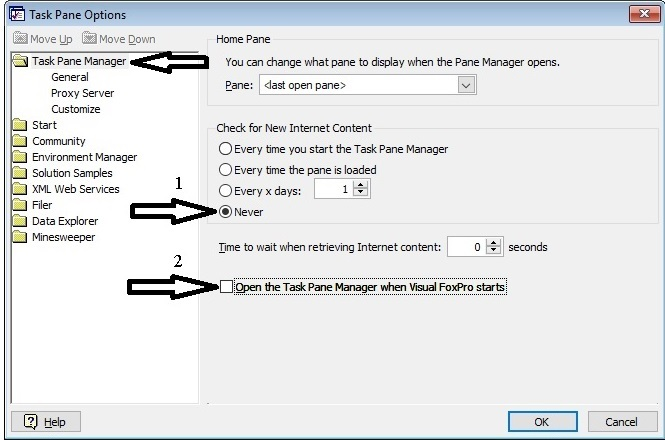 Task Pane Options
Move Up Move Down
Task Pane Manager
General
Proxy Server
Customize
Start
Community
Environment Manager
Solution Samples
XML Web Services
Filer
Data Explorer
Minesweeper
Home Pane
You can change what pane to display when the Pane Manager opens.
Pane: <last open pane>
Check for New Internet Content
Every time you start the Task Pane Manager
Every time the pane is loaded
Every x days: 1
1
Never
Time to wait when retrieving Internet content: 0 seconds
2
Open the Task Pane Manager when Visual FoxPro starts
? Help
OK
Cancel